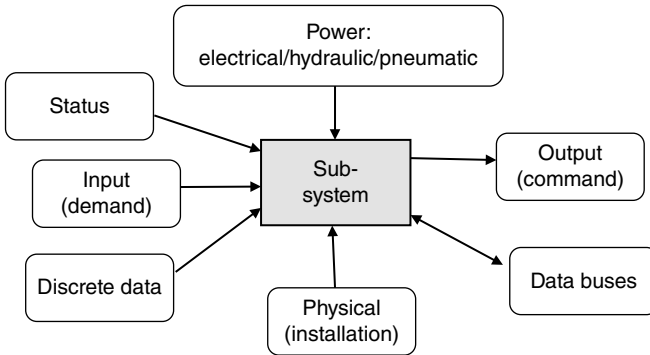 Power:
electrical/hydraulic/pneumatic
Status
Input
(demand)
Discrete data
Sub-
system
Physical
(installation)
Output
(command)
Data buses